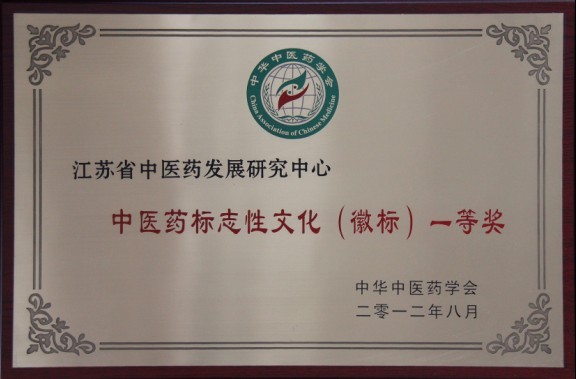 中华中医药学会
China Association of Chinese Medicine
江苏省中医药发展研究中心
中医药标志性文化（徽标）一等奖
中华中医药学会
二零一二年八月